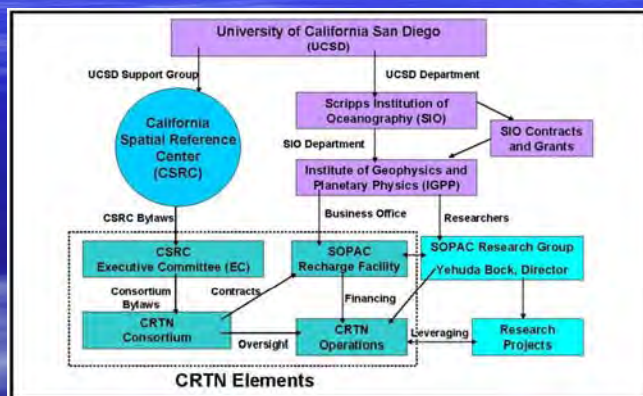 University of California San Diego
(UCSD)
UCSD Support Group
UCSD Department
California
Spatial Reference
Center
(CSRC)
Scripps Institution of
Oceanography (SIO)
SIO Contracts
and Grants
SIO Department
Institute of Geophysics and
Planetary Physics (IGPP)
CSRC Bylaws
Business Office
Researchers
CSRC
Executive Committee (EC)
SOPAC
Recharge Facility
SOPAC Research Group
Yehuda Bock, Director
Consortium
Bylaws
Contracts
Financing
CRTN
Consortium
Oversight
CRTN
Operations
Leveraging
Research
Projects
CRTN Elements